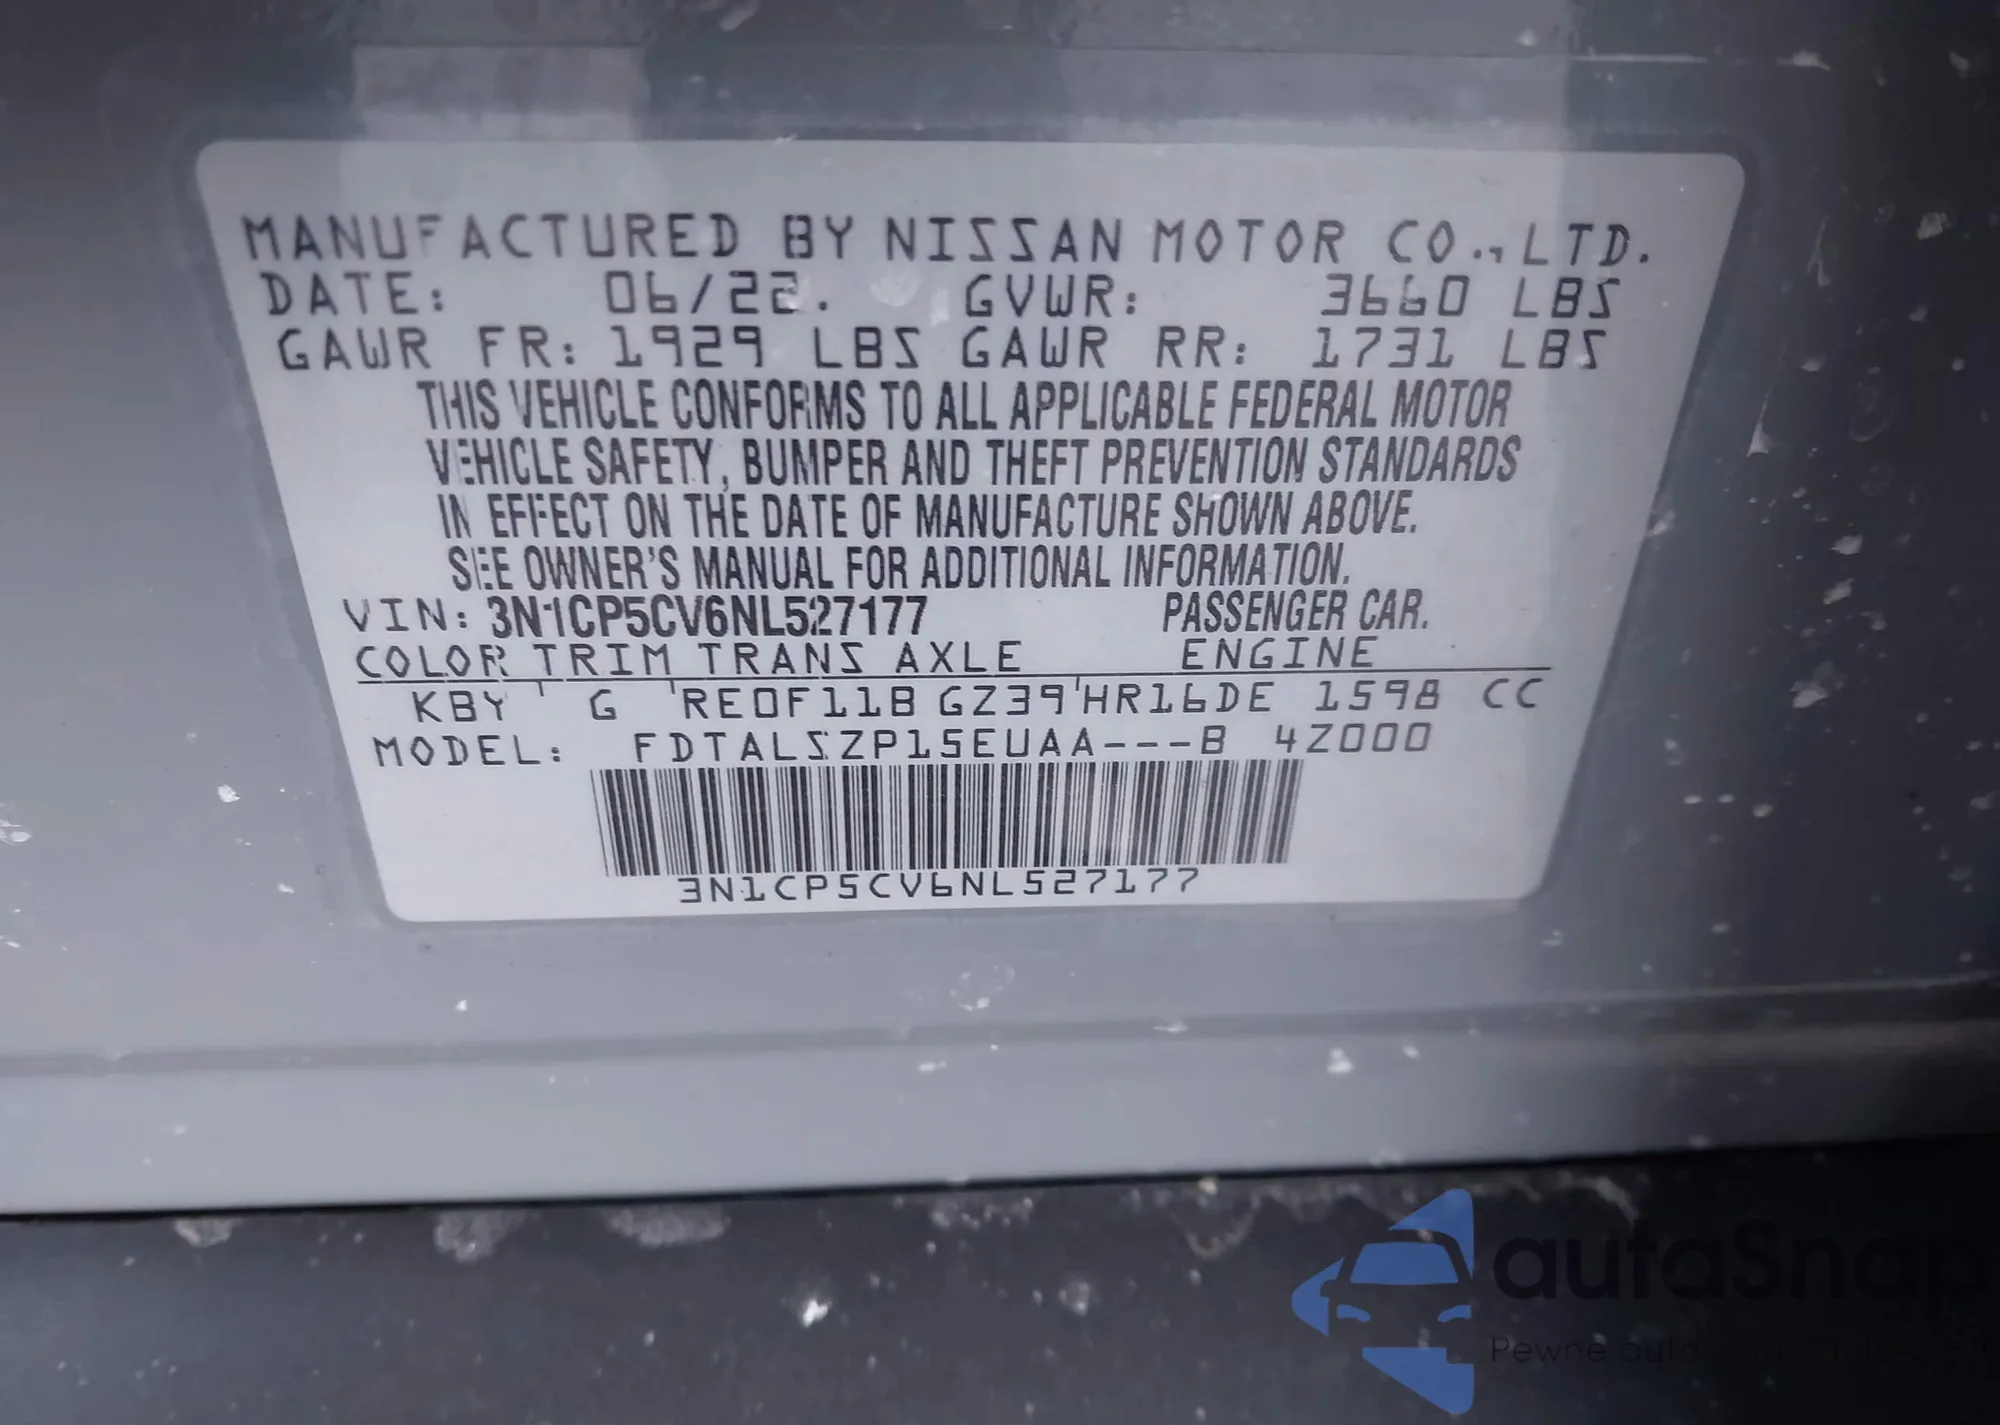 MANUFACTURED BY NISSAN MOTOR CO.,LTD.
DATE: 06/22. GVWR: 3660 LBS
GAWR FR: 1929 LBS GAWR RR: 1731 LBS
THIS VEHICLE CONFORMS TO ALL APPLICABLE FEDERAL MOTOR
VEHICLE SAFETY, BUMPER AND THEFT PREVENTION STANDARDS
IN EFFECT ON THE DATE OF MANUFACTURE SHOWN ABOVE.
SEE OWNER'S MANUAL FOR ADDITIONAL INFORMATION.
VIN: 3N1CP5CV6NL527177 PASSENGER CAR.
COLOR TRIM TRANS AXLE ENGINE
KBY G RE0F11B GZ39 HR16DE 1598 CC
MODEL: FDTALSZP15EUAA---B 4Z000
3N1CP5CV6NL527177
autaSnap
Pewne auta